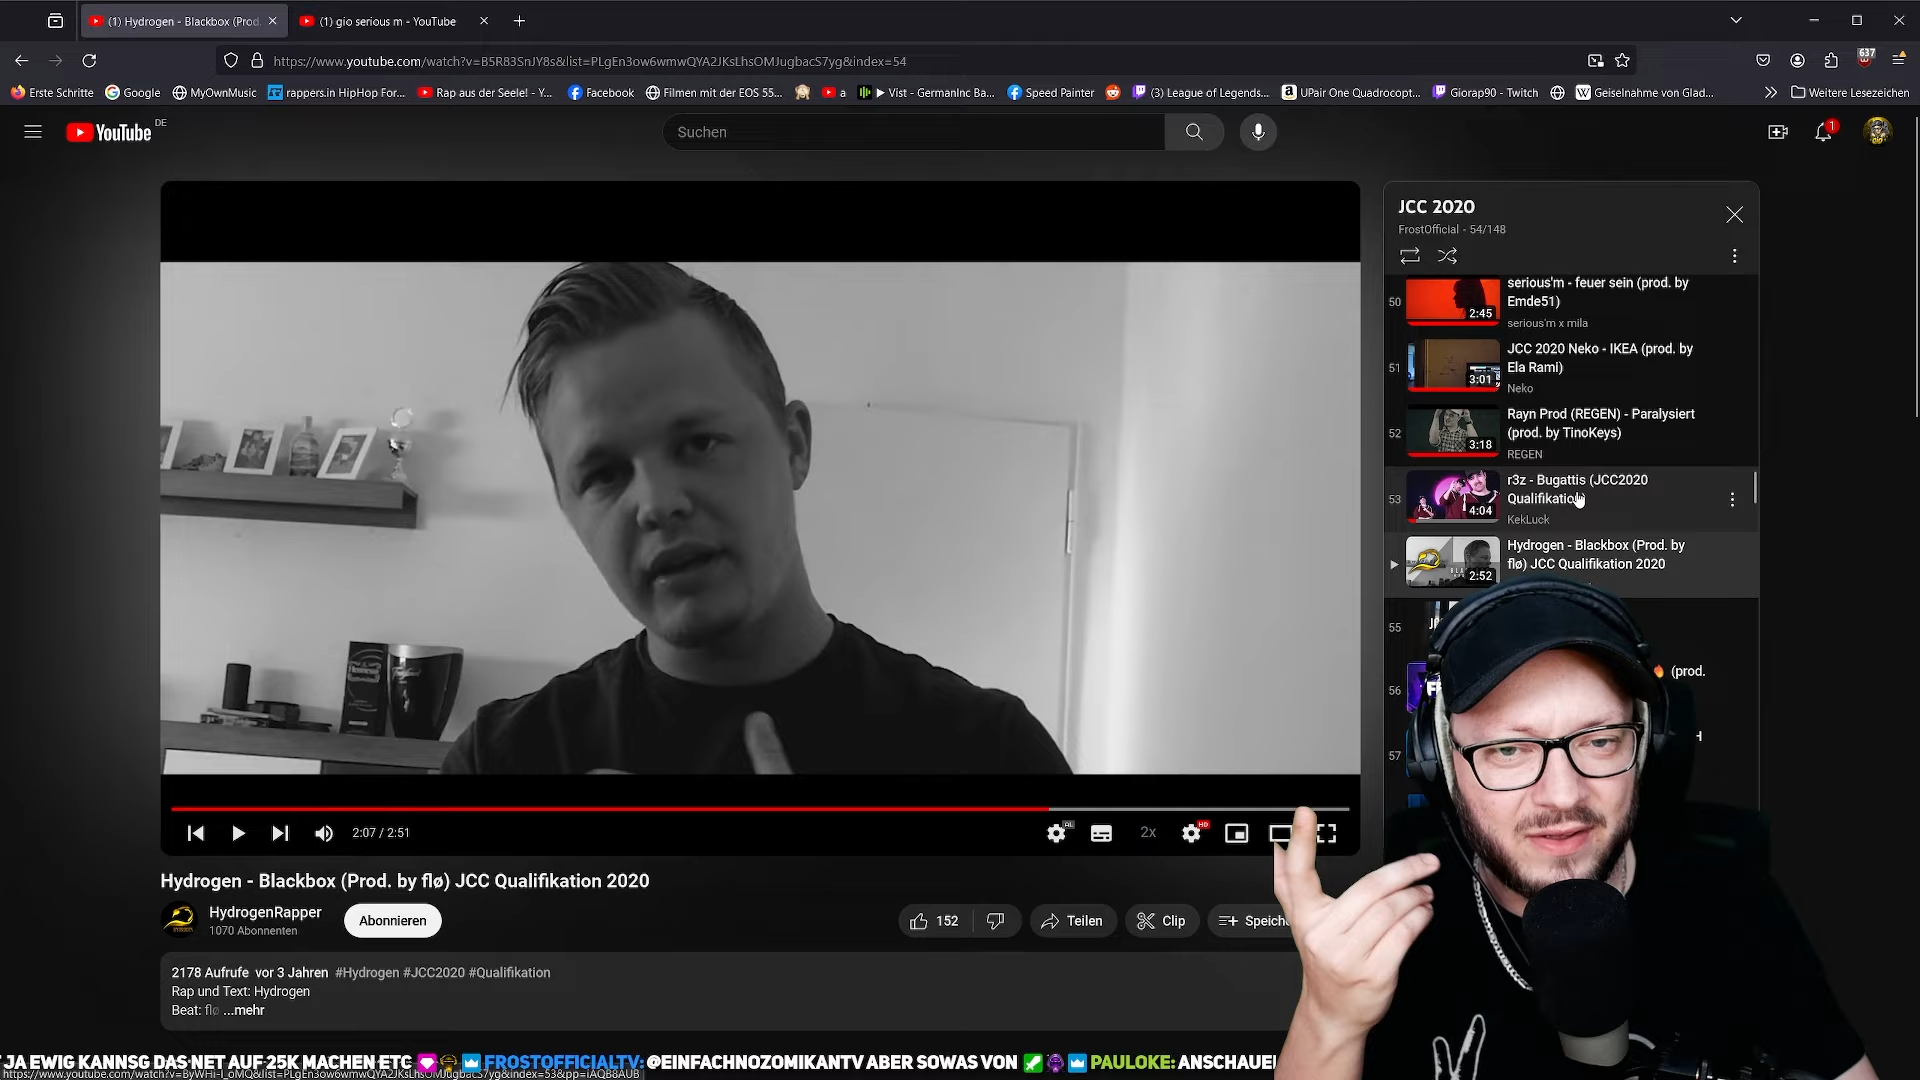 (1) Hydrogen - Blackbox (Prod.
(1) gio serious m - YouTube
https://www.youtube.com/watch?v=B5R83SnJY8s&list=PLgEn3ow6wmwQYA2JKsLhsOMJugbacS7yg&index=54
637
Erste Schritte
Google
MyOwnMusic
rappers.in HipHop For...
Rap aus der Seele! - Y...
Facebook
Filmen mit der EOS 55...
a
Vist - GermanInc Ba...
Speed Painter
(3) League of Legends...
UPair One Quadrocopt...
Giorap90 - Twitch
Geiselnahme von Glad...
Weitere Lesezeichen
YouTube DE
Suchen
1
JCC 2020
FrostOfficial - 54/148
50
2:45
serious'm - feuer sein (prod. by
Emde51)
serious'm x mila
51
3:01
JCC 2020 Neko - IKEA (prod. by
Ela Rami)
Neko
52
3:18
Rayn Prod (REGEN) - Paralysiert
(prod. by TinoKeys)
REGEN
53
4:04
r3z - Bugattis (JCC2020
Qualifikation
KekLuck
2:52
Hydrogen - Blackbox (Prod. by
flø) JCC Qualifikation 2020
55
56
(prod.
57
H
2:07 / 2:51
2x
HD
Hydrogen - Blackbox (Prod. by flø) JCC Qualifikation 2020
HydrogenRapper
1070 Abonnenten
Abonnieren
152
Teilen
Clip
Speiche
2178 Aufrufe vor 3 Jahren #Hydrogen #JCC2020 #Qualifikation
Rap und Text: Hydrogen
Beat: flø ...mehr
JA EWIG KANNSG DAS NET AUF 25K MACHEN ETC FROSTOFFICIALTV: @EINFACHNOZOMIKANTV ABER SOWAS VON PAULOKE: ANSCHAUE